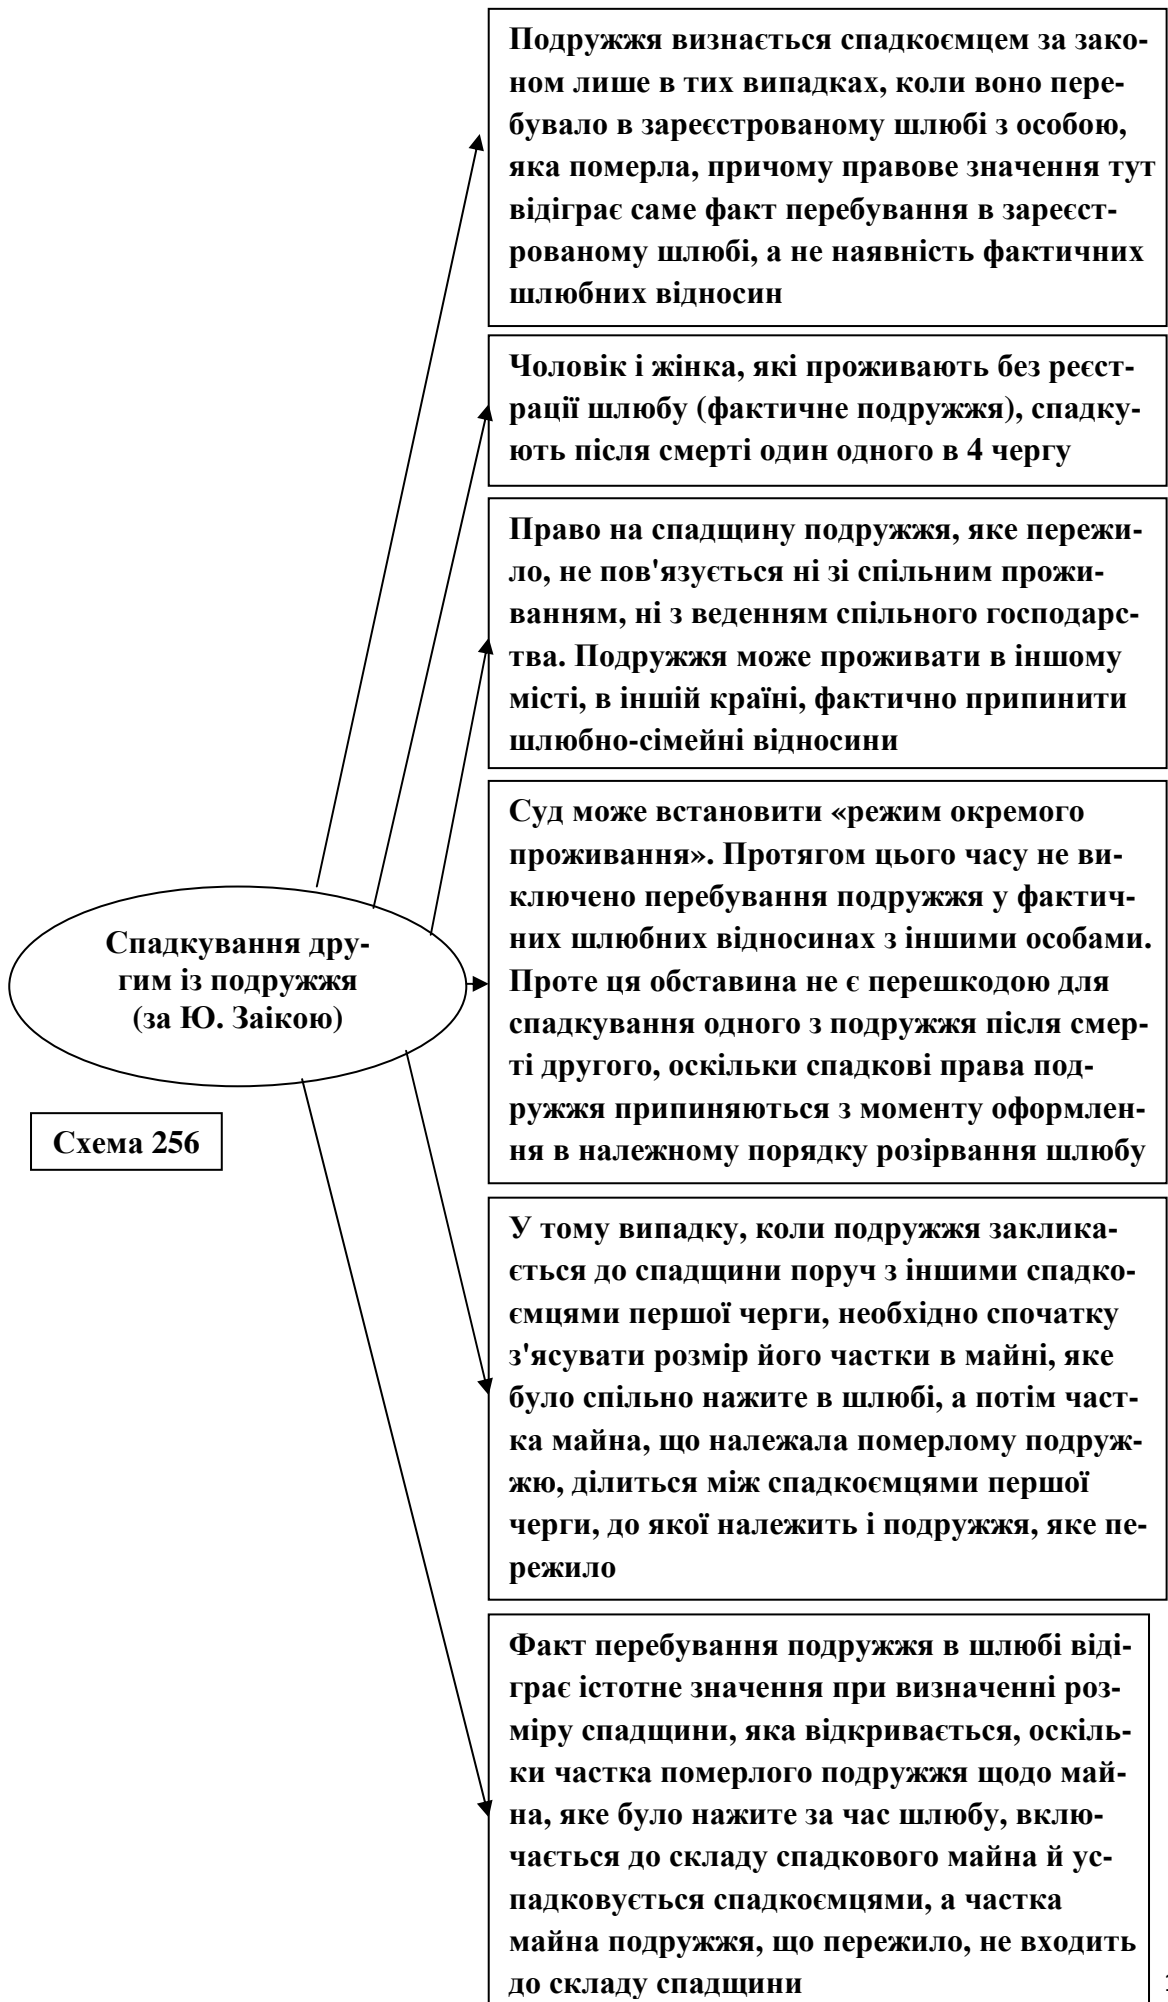 Подружжя визнається спадкоємцем за зако-
ном лише в тих випадках, коли воно пере-
бувало в зареєстрованому шлюбі з особою,
яка померла, причому правове значення тут
відіграє саме факт перебування в зареєст-
рованому шлюбі, а не наявність фактичних
шлюбних відносин
Чоловік і жінка, які проживають без реєст-
рації шлюбу (фактичне подружжя), спадку-
ють після смерті один одного в 4 чергу
Право на спадщину подружжя, яке пережи-
ло, не пов'язується ні зі спільним прожи-
ванням, ні з веденням спільного господарс-
тва. Подружжя може проживати в іншому
місті, в іншій країні, фактично припинити
шлюбно-сімейні відносини
Суд може встановити «режим окремого
проживання». Протягом цього часу не ви-
ключено перебування подружжя у фактич-
них шлюбних відносинах з іншими особами.
Проте ця обставина не є перешкодою для
спадкування одного з подружжя після смер-
ті другого, оскільки спадкові права под-
ружжя припиняються з моменту оформлен-
ня в належному порядку розірвання шлюбу
Спадкування дру-
гим із подружжя
(за Ю. Заікою)
Схема 256
У тому випадку, коли подружжя заклика-
ється до спадщини поруч з іншими спадко-
ємцями першої черги, необхідно спочатку
з'ясувати розмір його частки в майні, яке
було спільно нажите в шлюбі, а потім част-
ка майна, що належала померлому подруж-
жю, ділиться між спадкоємцями першої
черги, до якої належить і подружжя, яке пе-
режило
Факт перебування подружжя в шлюбі віді-
грає істотне значення при визначенні роз-
міру спадщини, яка відкривається, оскіль-
ки частка померлого подружжя щодо май-
на, яке було нажите за час шлюбу, вклю-
чається до складу спадкового майна й ус-
падковується спадкоємцями, а частка
майна подружжя, що пережило, не входить
до складу спадщини